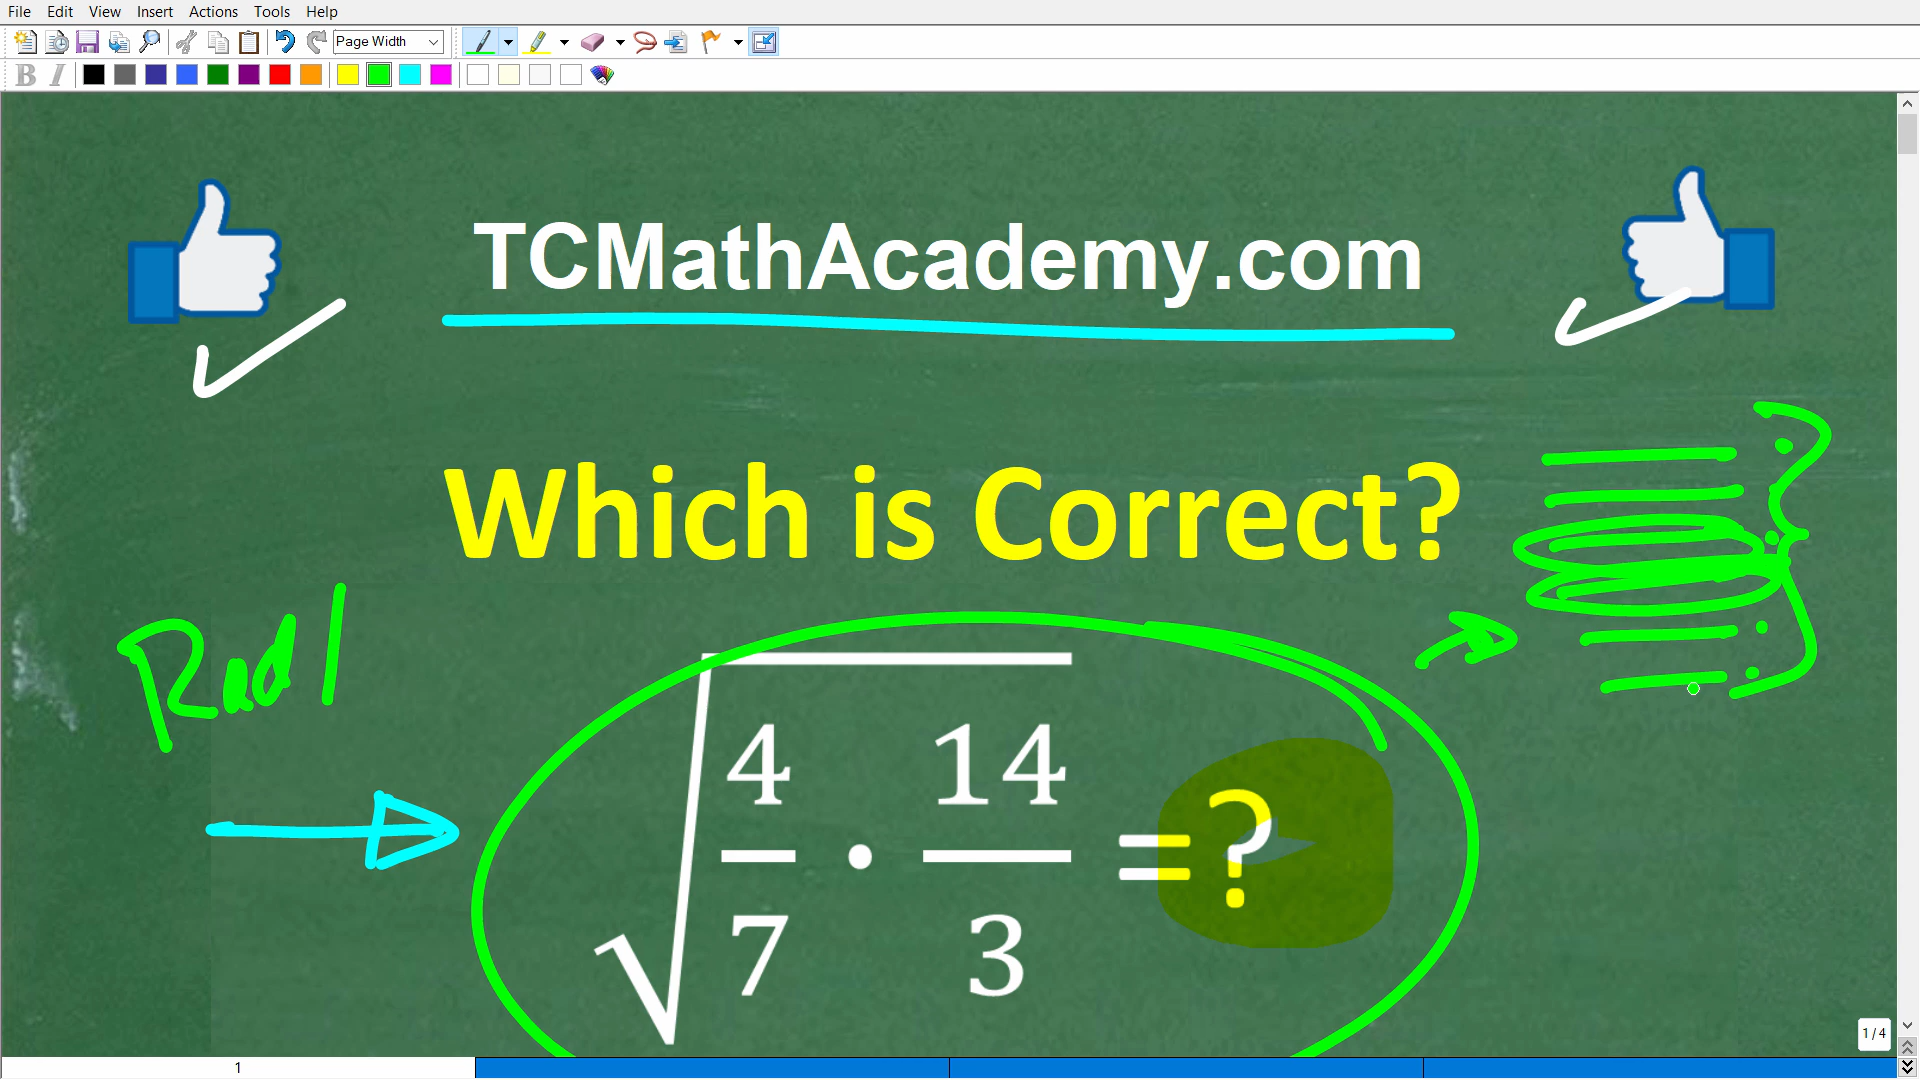 File Edit View Insert Actions Tools Help
Page Width
B I
TCMathAcademy.com
Which is Correct?
√(4/7 · 14/3) = ?
1 / 4
1